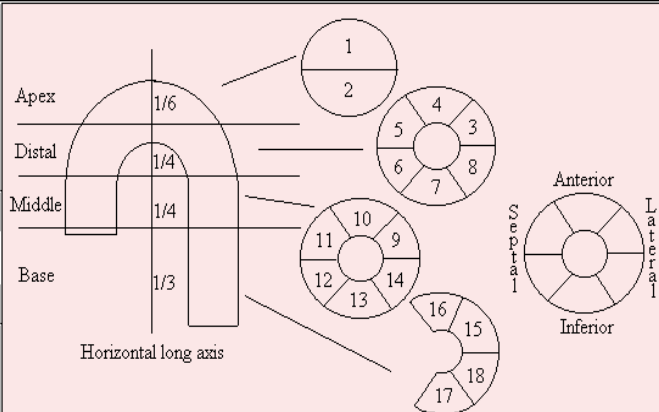 Apex
Distal
Middle
Base
1/6
1/4
1/4
1/3
Horizontal long axis
1
2
4
5
3
6
8
7
10
11
9
12
14
13
16
15
18
17
Anterior
Septal
Lateral
Inferior